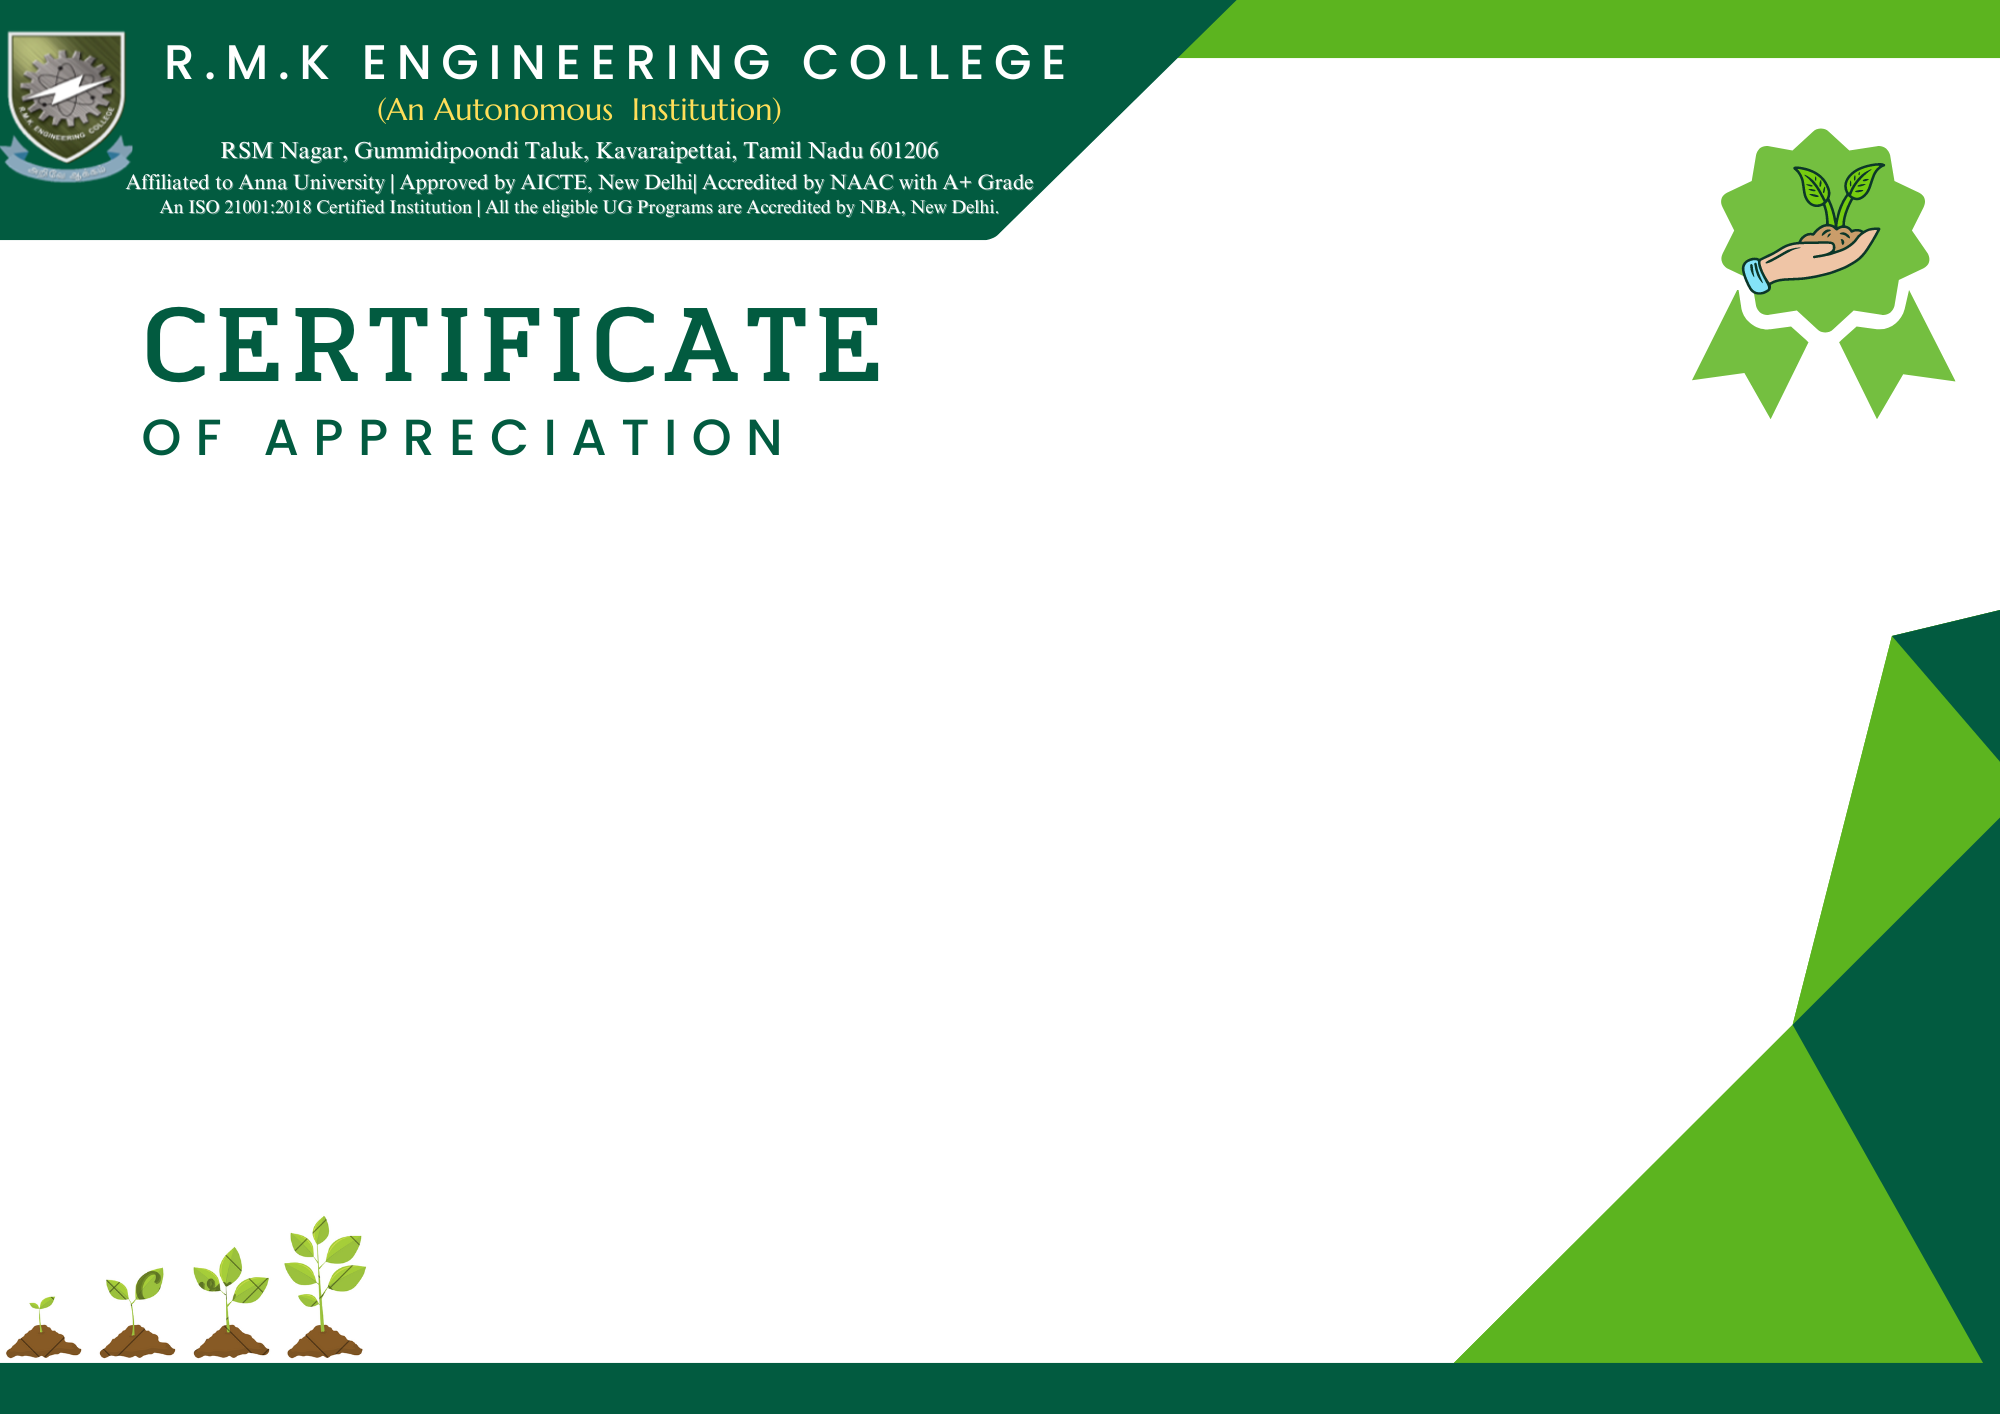 R.M.K ENGINEERING COLLEGE
(An Autonomous Institution)
RSM Nagar, Gummidipoondi Taluk, Kavaraipettai, Tamil Nadu 601206
Affiliated to Anna University | Approved by AICTE, New Delhi| Accredited by NAAC with A+ Grade
An ISO 21001:2018 Certified Institution | All the eligible UG Programs are Accredited by NBA, New Delhi.
R.M.K ENGINEERING COLLEGE
CERTIFICATE
OF APPRECIATION